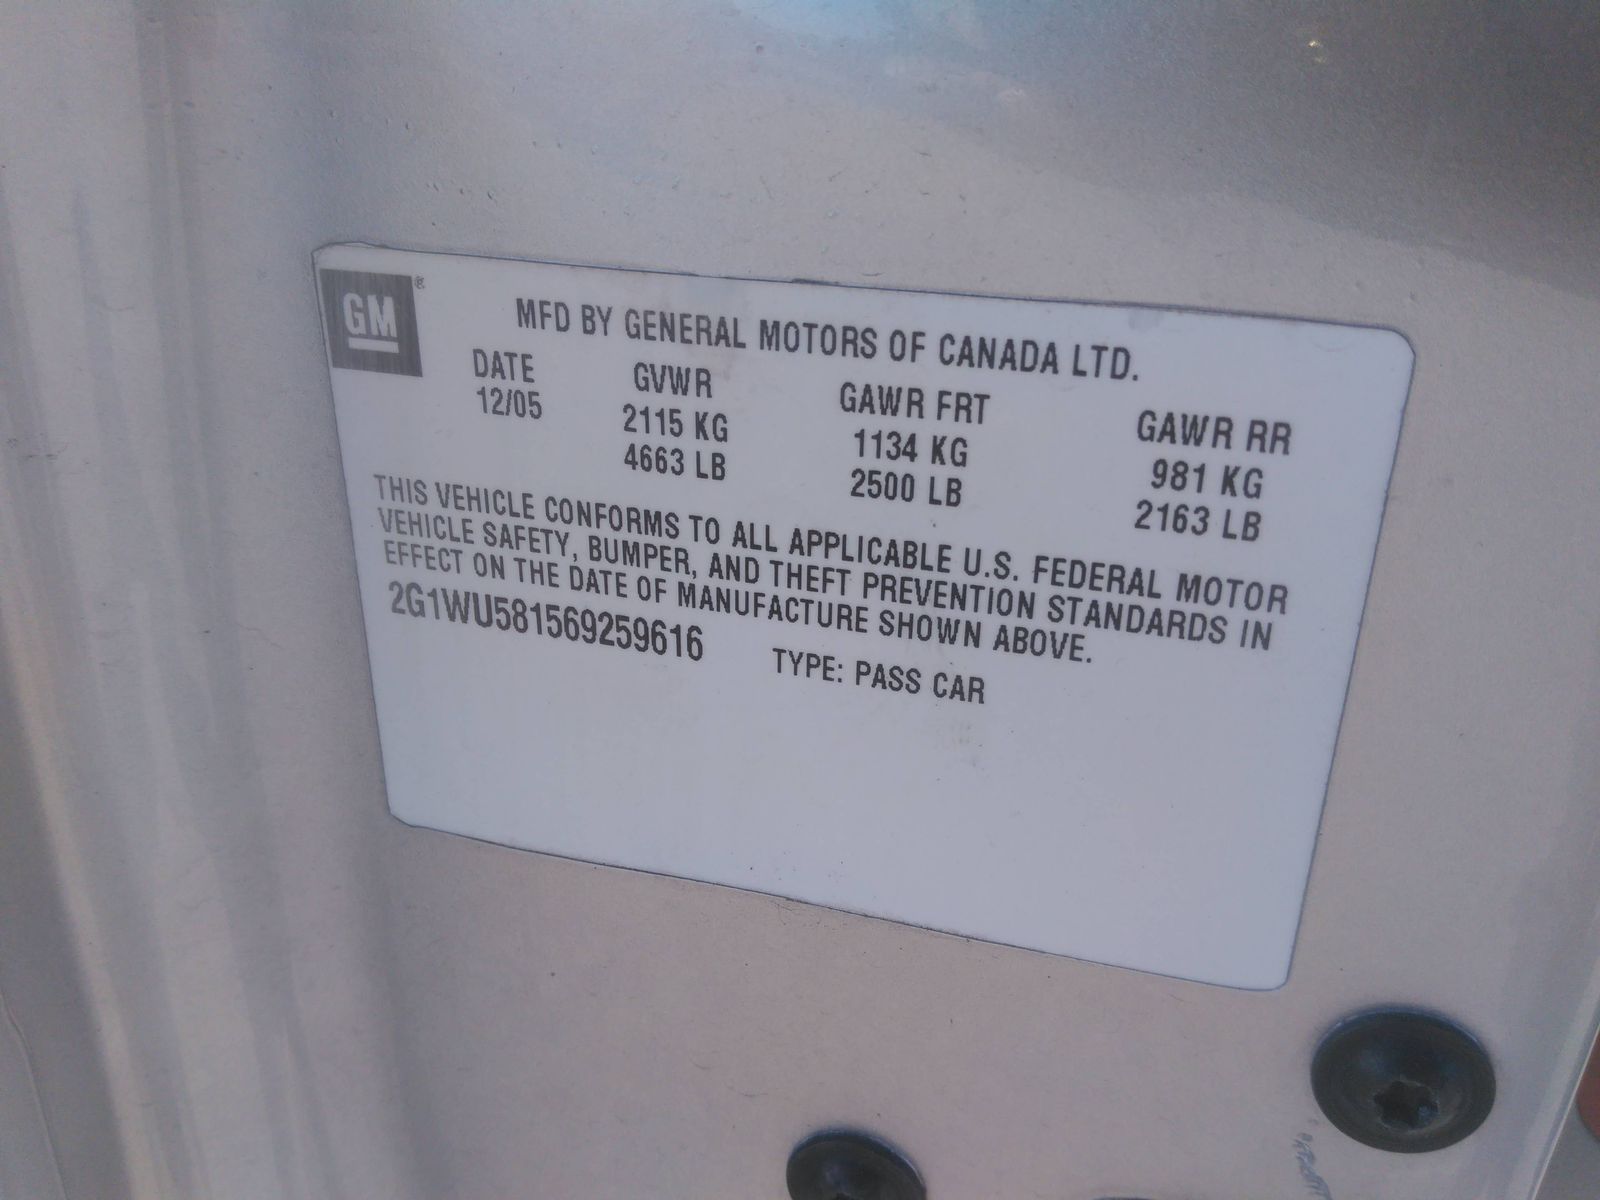 GM®
MFD BY GENERAL MOTORS OF CANADA LTD.
DATE GVWR GAWR FRT GAWR RR
12/05 2115 KG 1134 KG 981 KG
4663 LB 2500 LB 2163 LB
THIS VEHICLE CONFORMS TO ALL APPLICABLE U.S. FEDERAL MOTOR
VEHICLE SAFETY, BUMPER, AND THEFT PREVENTION STANDARDS IN
EFFECT ON THE DATE OF MANUFACTURE SHOWN ABOVE.
2G1WU581569259616 TYPE: PASS CAR